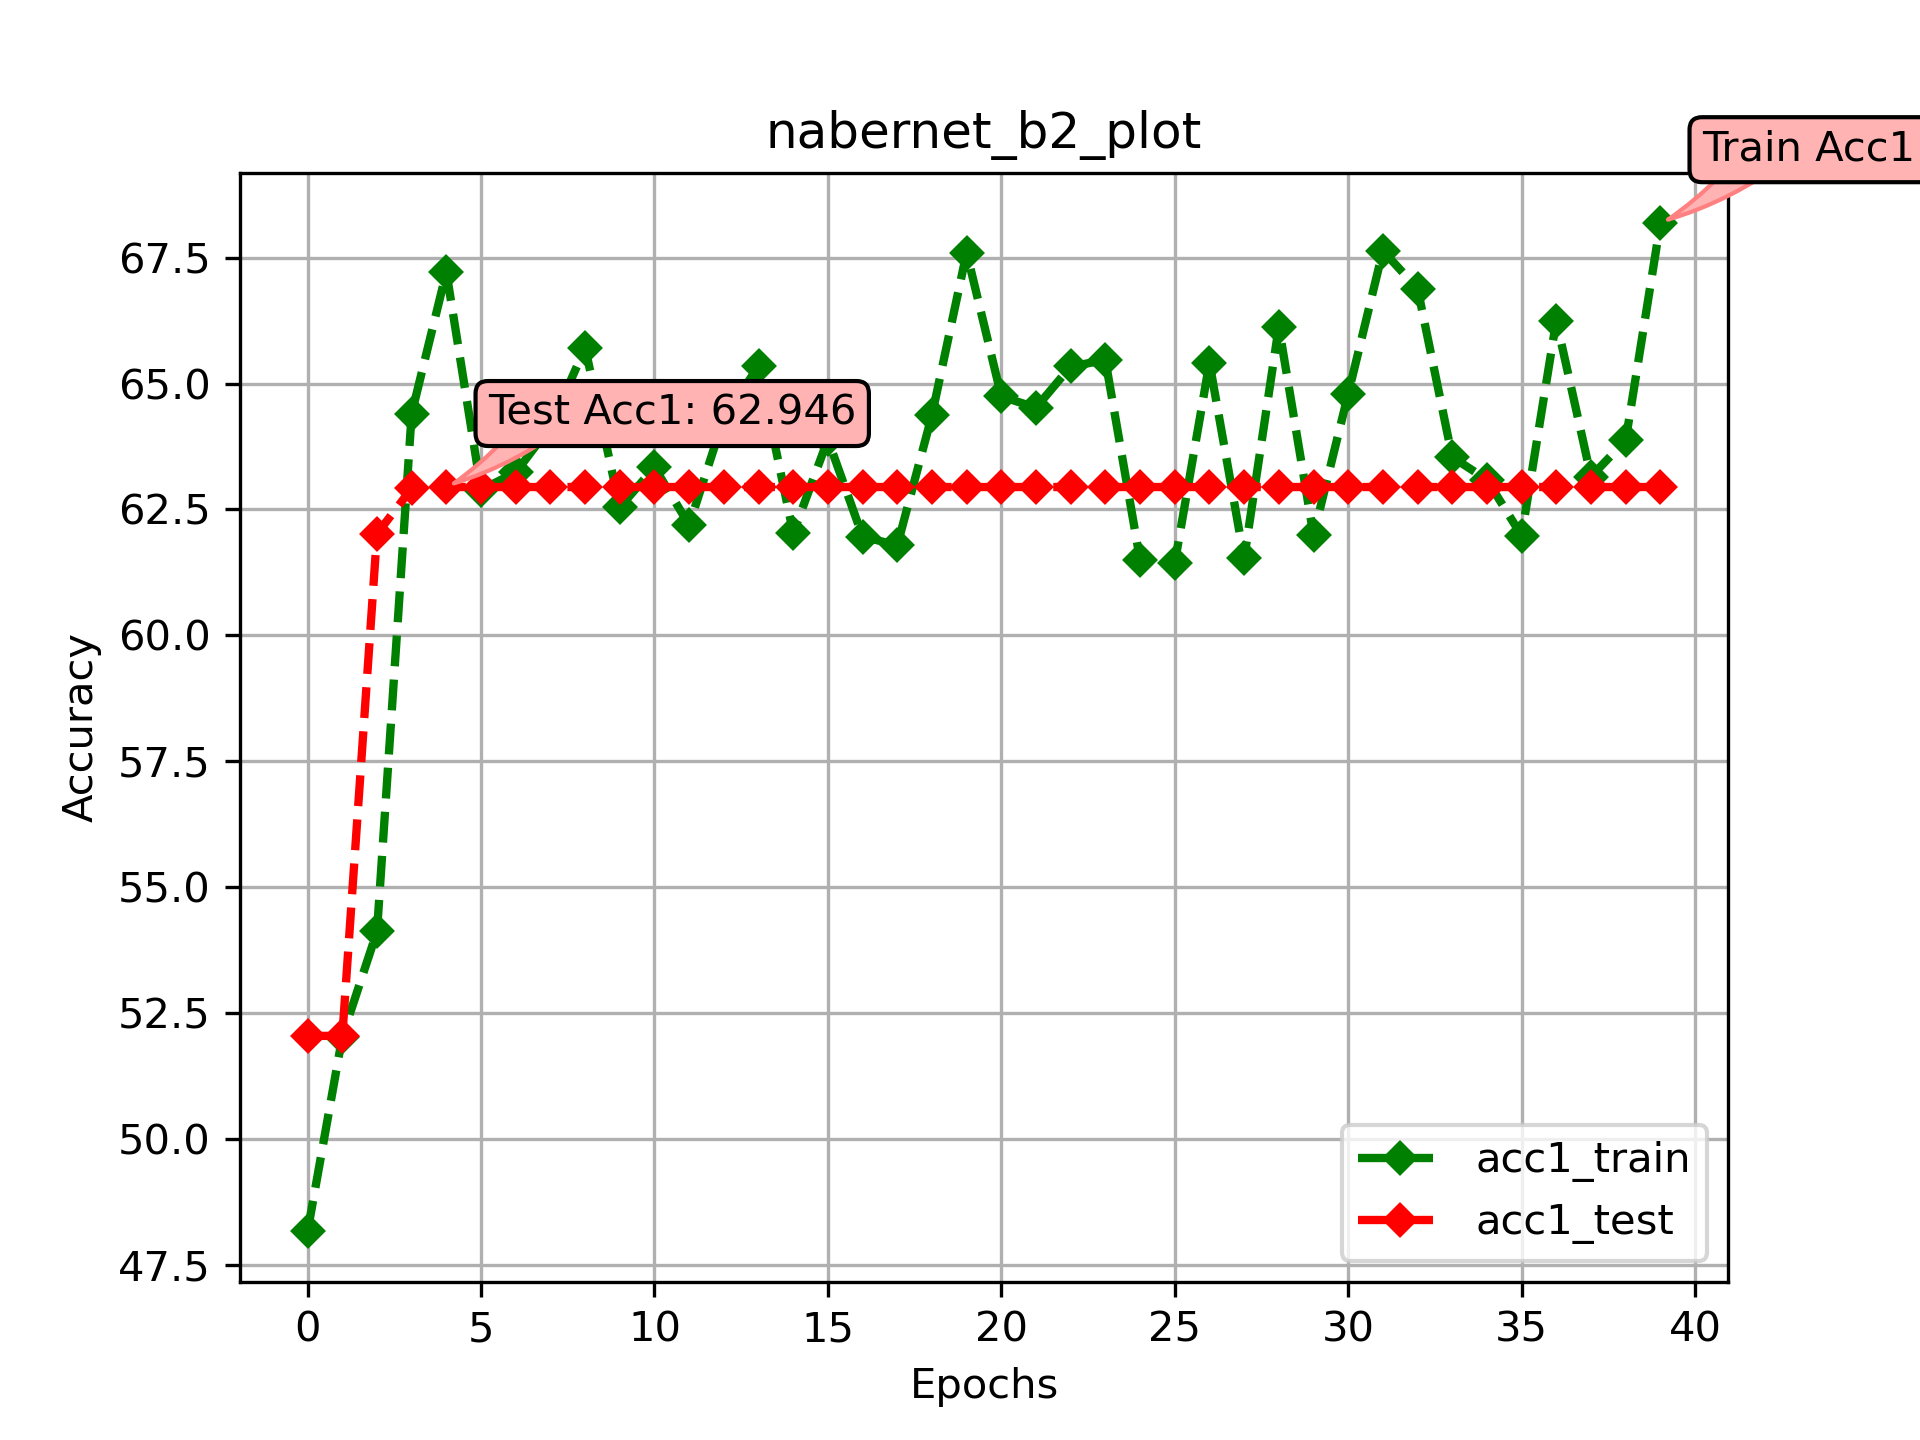 nabernet_b2_plot
Train Acc1
67.5
65.0
Test Acc1: 62.946
62.5
60.0
57.5
55.0
52.5
50.0
47.5
Accuracy
acc1_train
acc1_test
0 5 10 15 20 25 30 35 40
Epochs